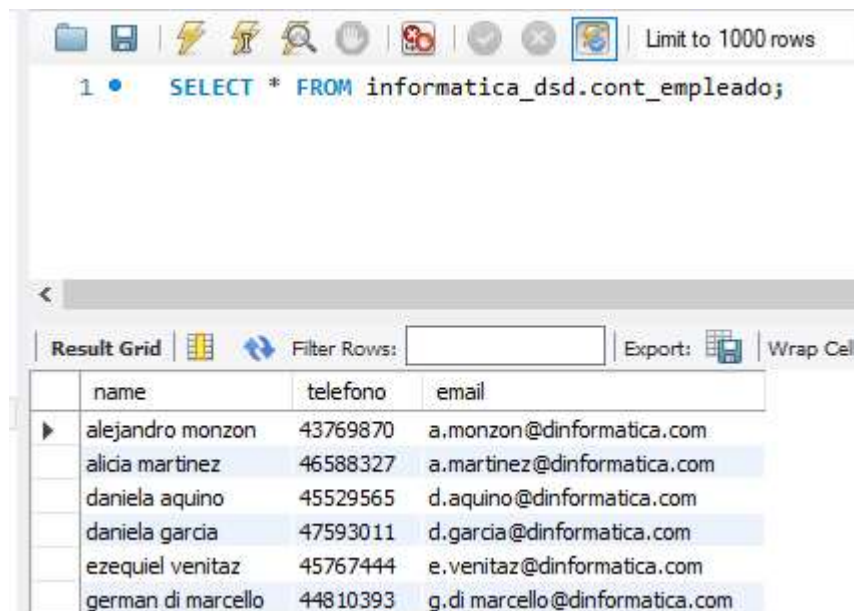 Limit to 1000 rows
1 SELECT * FROM informatica_dsd.cont_empleado;
Result Grid Filter Rows: Export: Wrap Cel
name telefono email
alejandro monzon 43769870 a.monzon@dinformatica.com
alicia martinez 46588327 a.martinez@dinformatica.com
daniela aquino 45529565 d.aquino@dinformatica.com
daniela garcia 47593011 d.garcia@dinformatica.com
ezequiel venitaz 45767444 e.venitaz@dinformatica.com
german di marcello 44810393 g.di marcello@dinformatica.com